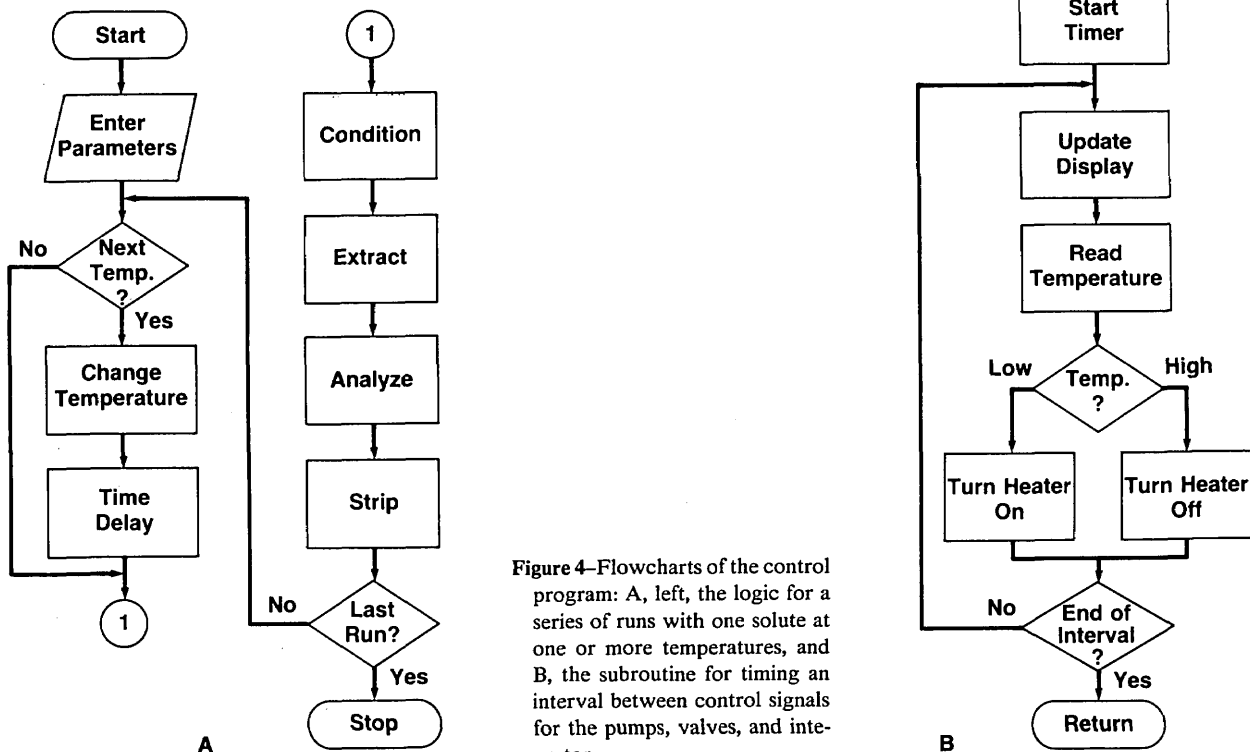 Start
Enter
Parameters
No
Next
Temp.
?
Yes
Change
Temperature
Time
Delay
1
1
Condition
Extract
Analyze
Strip
No
Last
Run?
Yes
Stop
A
Figure 4–Flowcharts of the control
program: A, left, the logic for a
series of runs with one solute at
one or more temperatures, and
B, the subroutine for timing an
interval between control signals
for the pumps, valves, and inte-
Start
Timer
Update
Display
Read
Temperature
Low
Temp.
?
High
Turn Heater
On
Turn Heater
Off
No
End of
Interval
?
Yes
Return
B